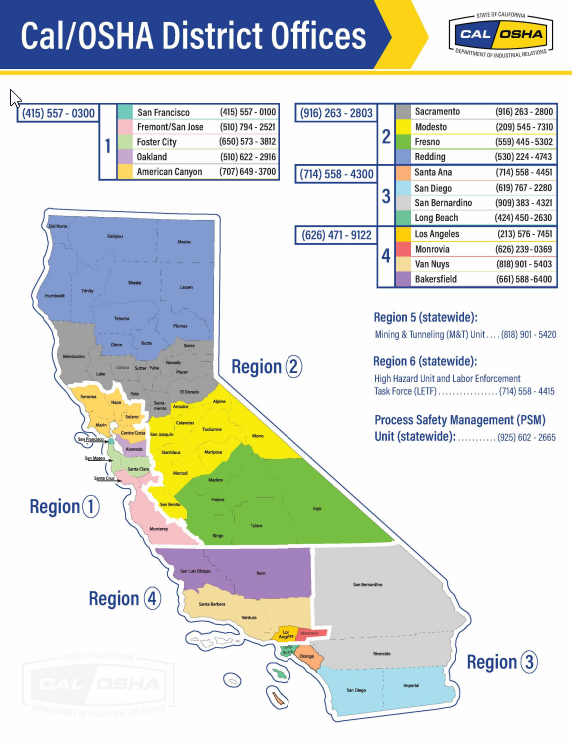 Cal/OSHA District Offices
STATE OF CALIFORNIA
CAL OSHA
DEPARTMENT OF INDUSTRIAL RELATIONS
(415) 557 - 0300
1
San Francisco (415) 557 - 0100
Fremont/San Jose (510) 794 - 2521
Foster City (650) 573 - 3812
Oakland (510) 622 - 2916
American Canyon (707) 649 - 3700
(916) 263 - 2803
2
Sacramento (916) 263 - 2800
Modesto (209) 545 - 7310
Fresno (559) 445 - 5302
Redding (530) 224 - 4743
(714) 558 - 4300
3
Santa Ana (714) 558 - 4451
San Diego (619) 767 - 2280
San Bernardino (909) 383 - 4321
Long Beach (424) 450 - 2630
(626) 471 - 9122
4
Los Angeles (213) 576 - 7451
Monrovia (626) 239 - 0369
Van Nuys (818) 901 - 5403
Bakersfield (661) 588 - 6400
Region 5 (statewide):
Mining & Tunneling (M&T) Unit .... (818) 901 - 5420
Region 6 (statewide):
High Hazard Unit and Labor Enforcement
Task Force (LETF) ................. (714) 558 - 4415
Process Safety Management (PSM)
Unit (statewide): .......... (925) 602 - 2665
Del Norte
Siskiyou
Modoc
Humboldt
Trinity
Shasta
Lassen
Tehama
Plumas
Glenn
Butte
Sierra
Mendocino
Lake
Colusa
Sutter
Yuba
Nevada
Placer
Yolo
El Dorado
Sonoma
Napa
Sacra-
mento
Amador
Alpine
Solano
Marin
Contra Costa
San Joaquin
Calaveras
Tuolumne
Mono
San Francisco
Alameda
Stanislaus
Mariposa
San Mateo
Santa Clara
Merced
Madera
Santa Cruz
San Benito
Fresno
Inyo
Monterey
Kings
Tulare
San Luis Obispo
Kern
San Bernardino
Santa Barbara
Ventura
Los
Angeles
Monrovia
Orange
Riverside
San Diego
Imperial
Region 2
Region 1
Region 4
Region 3
STATE OF CALIFORNIA
CAL OSHA
DEPARTMENT OF INDUSTRIAL RELATIONS